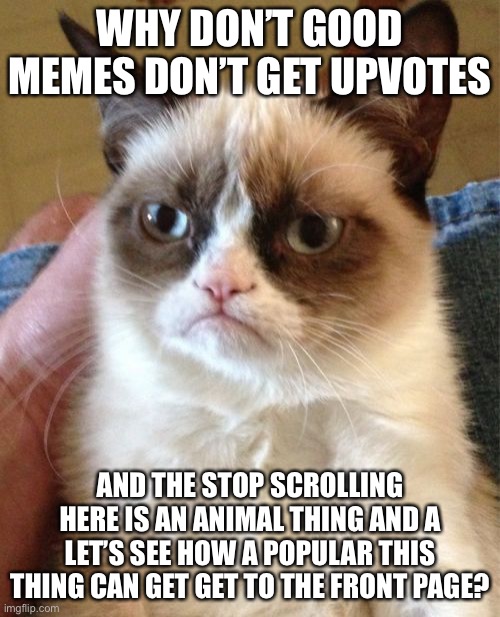 WHY DON'T GOOD
MEMES DON'T GET UPVOTES
AND THE STOP SCROLLING
HERE IS AN ANIMAL THING AND A
LET'S SEE HOW A POPULAR THIS
THING CAN GET GET TO THE FRONT PAGE?
imgflip.com